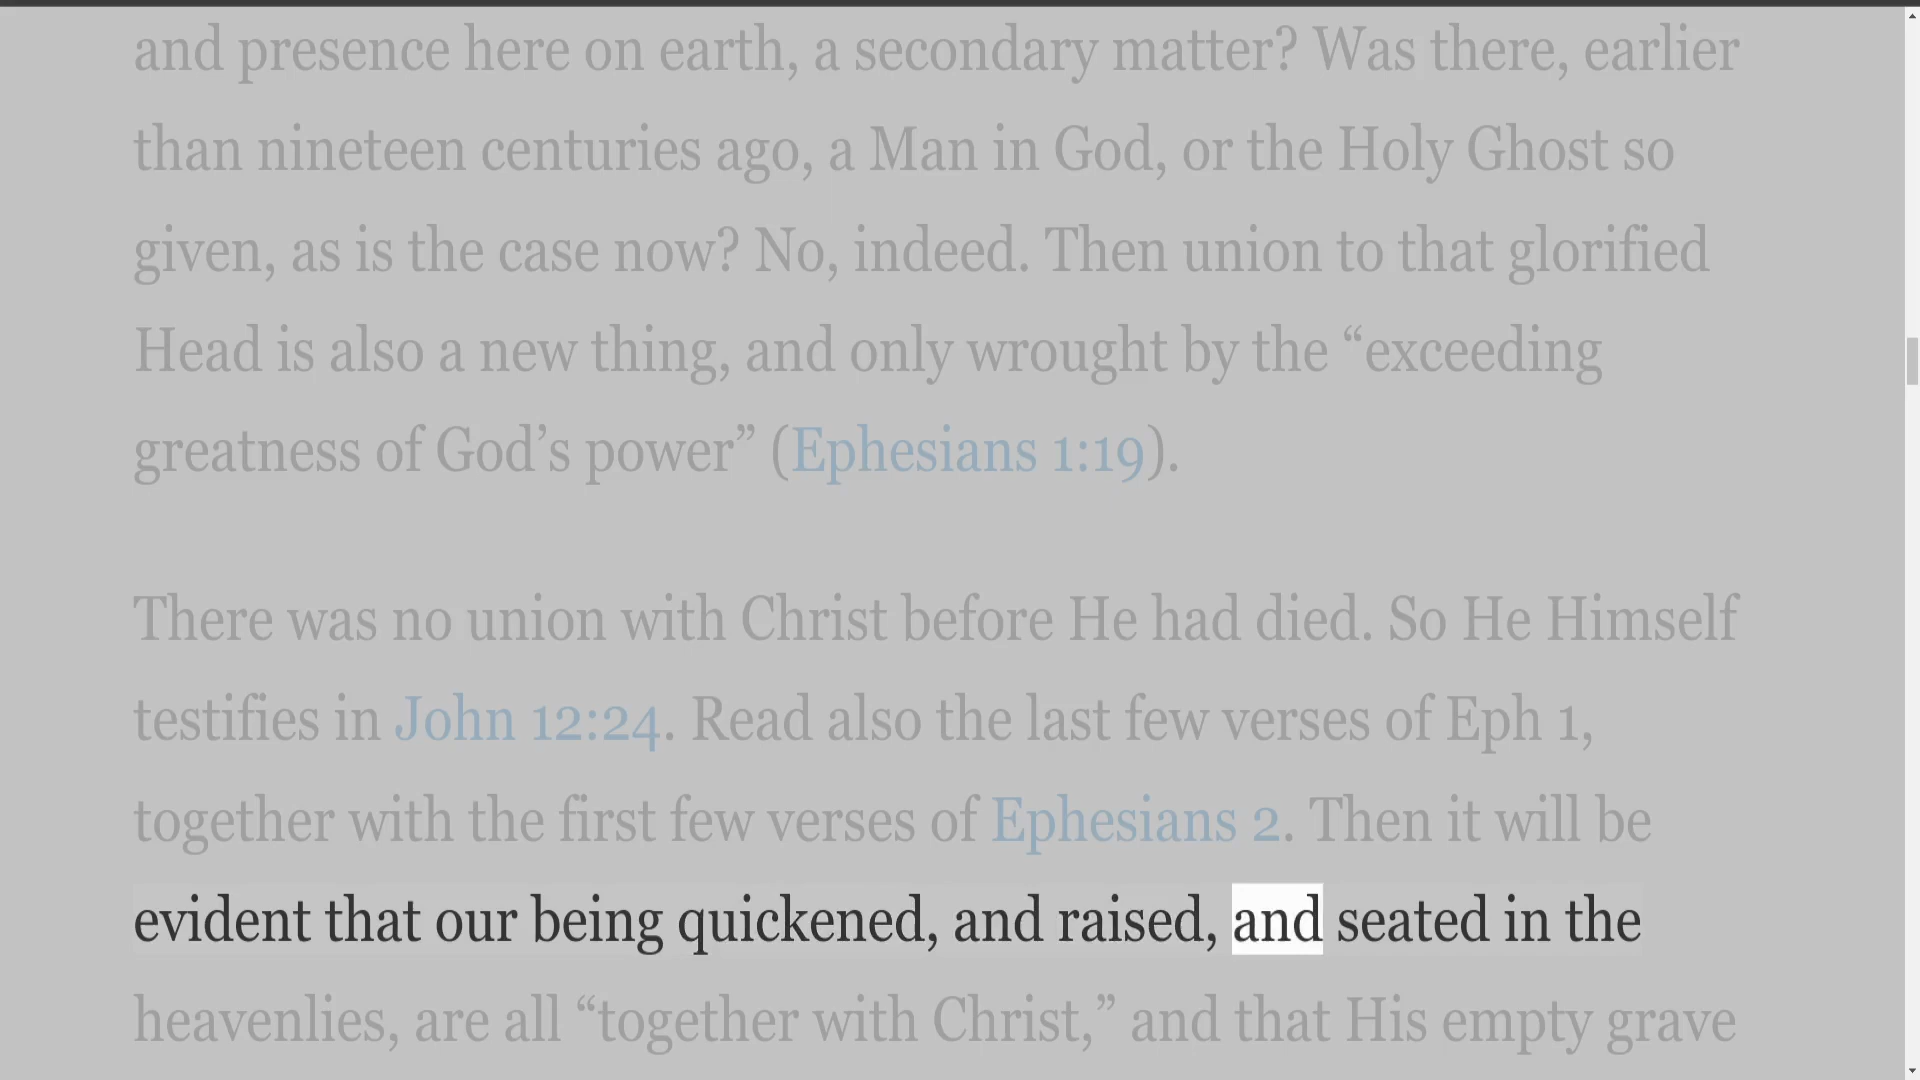 and presence here on earth, a secondary matter? Was there, earlier
than nineteen centuries ago, a Man in God, or the Holy Ghost so
given, as is the case now? No, indeed. Then union to that glorified
Head is also a new thing, and only wrought by the “exceeding
greatness of God’s power” (Ephesians 1:19).
There was no union with Christ before He had died. So He Himself
testifies in John 12:24. Read also the last few verses of Eph 1,
together with the first few verses of Ephesians 2. Then it will be
evident that our being quickened, and raised, and seated in the
heavenlies, are all “together with Christ,” and that His empty grave